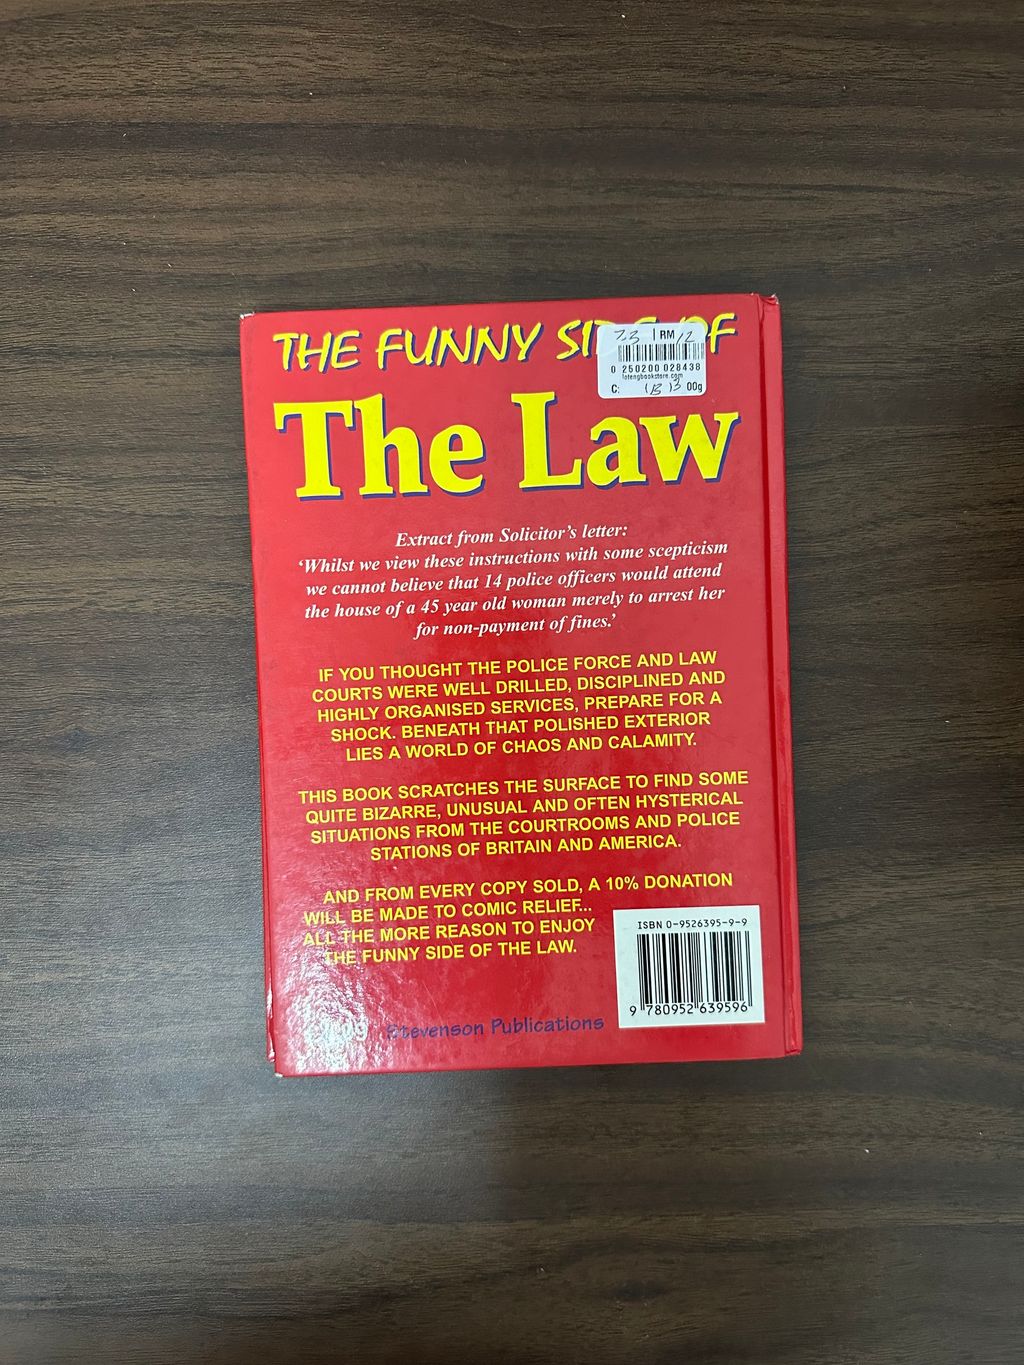 THE FUNNY SIDE OF
RM 12
0 250200 028438
C: 00g
The Law
Extract from Solicitor's letter:
‘Whilst we view these instructions with some scepticism
we cannot believe that 14 police officers would attend
the house of a 45 year old woman merely to arrest her
for non-payment of fines.’
IF YOU THOUGHT THE POLICE FORCE AND LAW
COURTS WERE WELL DRILLED, DISCIPLINED AND
HIGHLY ORGANISED SERVICES, PREPARE FOR A
SHOCK. BENEATH THAT POLISHED EXTERIOR
LIES A WORLD OF CHAOS AND CALAMITY.
THIS BOOK SCRATCHES THE SURFACE TO FIND SOME
QUITE BIZARRE, UNUSUAL AND OFTEN HYSTERICAL
SITUATIONS FROM THE COURTROOMS AND POLICE
STATIONS OF BRITAIN AND AMERICA.
AND FROM EVERY COPY SOLD, A 10% DONATION
WILL BE MADE TO COMIC RELIEF...
ALL THE MORE REASON TO ENJOY
THE FUNNY SIDE OF THE LAW.
ISBN 0-9526395-9-9
9 780952 639596
Stevenson Publications